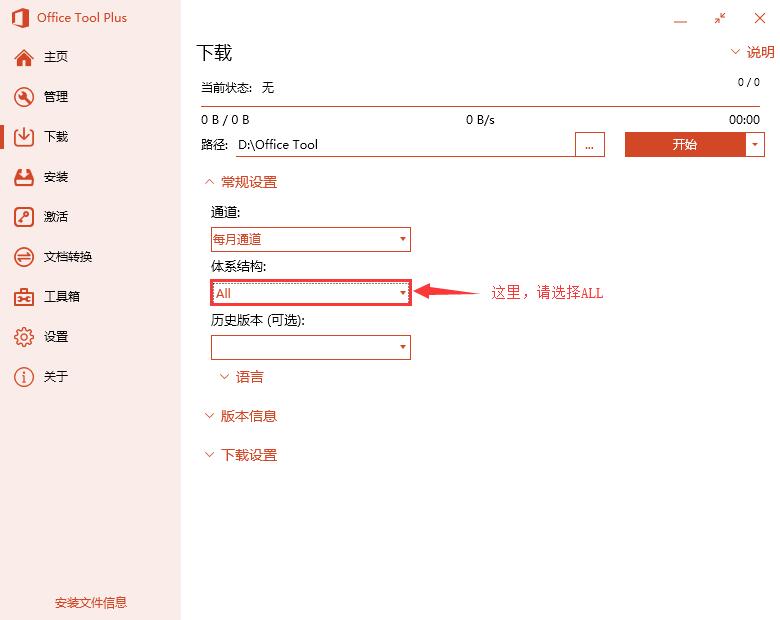 Office Tool Plus
主页
管理
下载
安装
激活
文档转换
工具箱
设置
关于
安装文件信息
下载
说明
当前状态: 无
0 / 0
0 B / 0 B
0 B/s
00:00
路径: D:\Office Tool
...
开始
常规设置
通道:
每月通道
体系结构:
All
这里，请选择ALL
历史版本 (可选):
语言
版本信息
下载设置